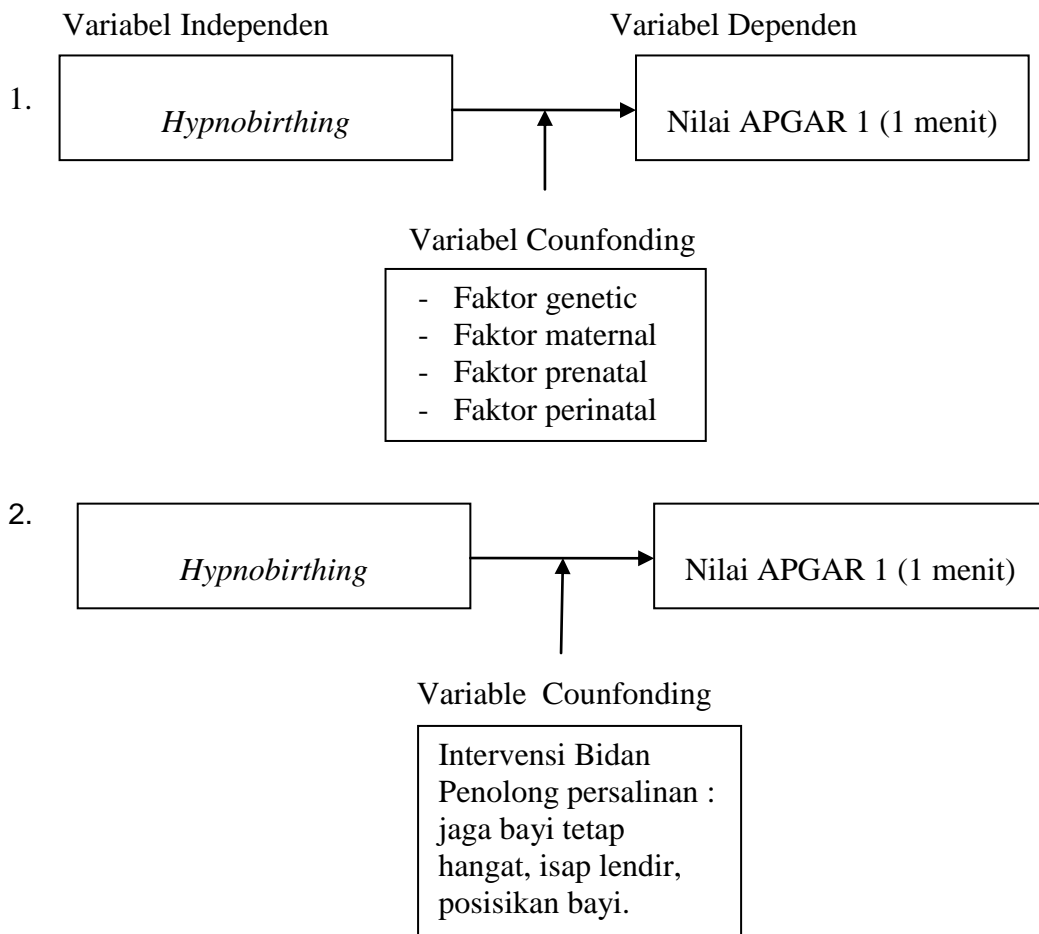 Variabel Independen
Variabel Dependen
1.
Hypnobirthing
Nilai APGAR 1 (1 menit)
Variabel Counfonding
- Faktor genetic
- Faktor maternal
- Faktor prenatal
- Faktor perinatal
2.
Hypnobirthing
Nilai APGAR 1 (1 menit)
Variable Counfonding
Intervensi Bidan
Penolong persalinan :
jaga bayi tetap
hangat, isap lendir,
posisikan bayi.